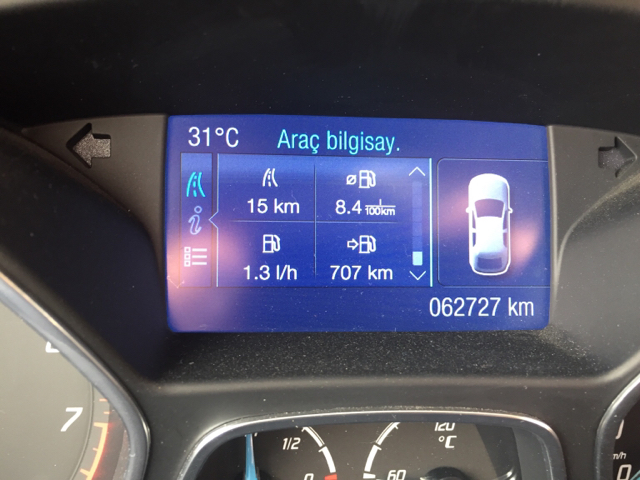 31°C Araç bilgisay.
15 km ø 8.4 l/100km
1.3 l/h 707 km
062727 km
7
1/2 0
120
°C
60